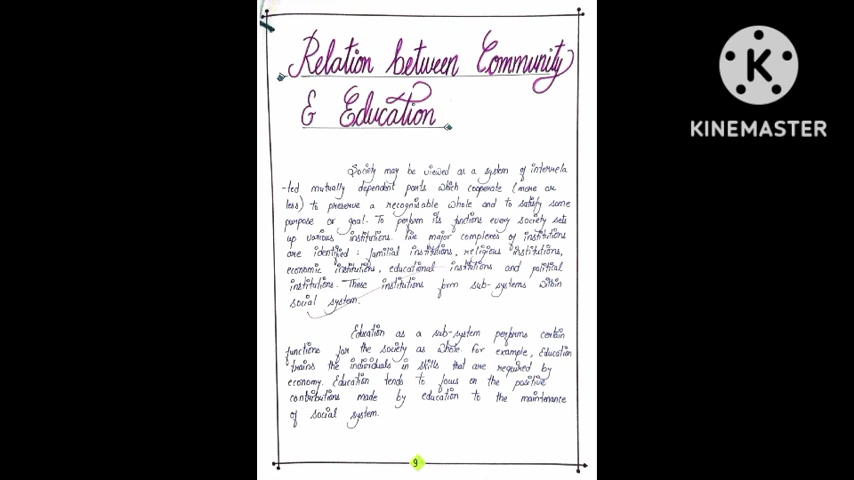 Relation between Community
& Education
Society may be viewed as a system of interrela
-ted mutually dependent parts which cooperate (more or
less) to preserve a recognisable whole and to satisfy some
purpose or goal. To perform its functions every society sets
up various institutions. Five major complexes of institutions
are identified : familial institutions, religious institutions,
economic institutions, educational institutions and political
institutions. These institutions form sub-systems within
social system.
Education as a sub-system performs certain
functions for the society as whole. For example, Education
trains the individuals in skills that are required by
economy. Education tends to focus on the positive
contributions made by education to the maintenance
of social system.
9
K
KINEMASTER